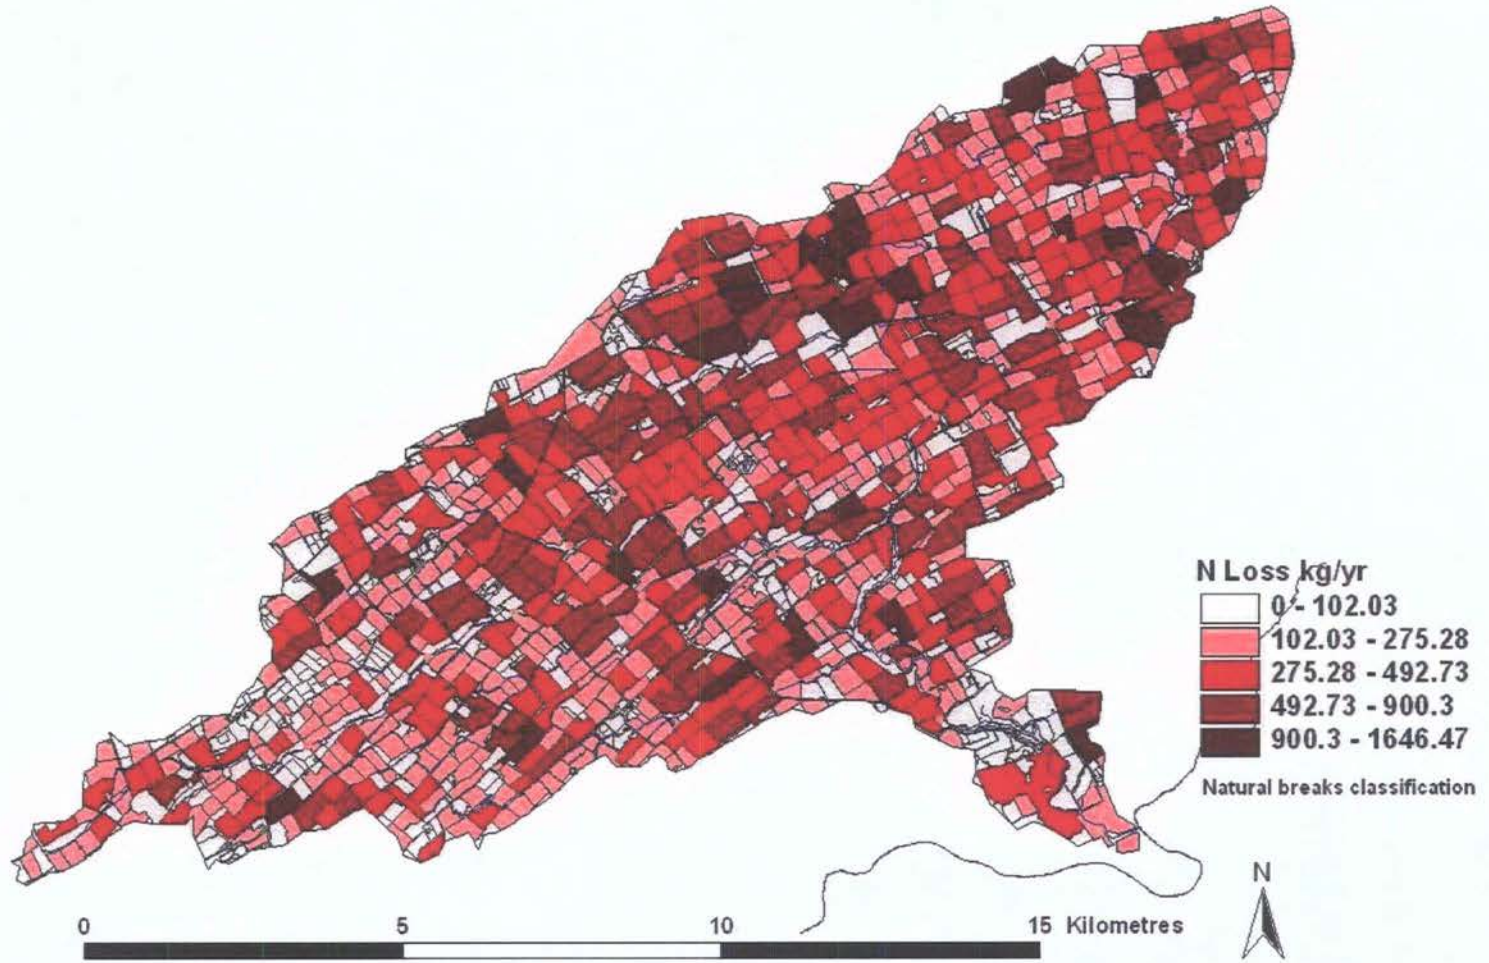 N Loss kg/yr
0 - 102.03
102.03 - 275.28
275.28 - 492.73
492.73 - 900.3
900.3 - 1646.47
Natural breaks classification
N
0 5 10 15 Kilometres